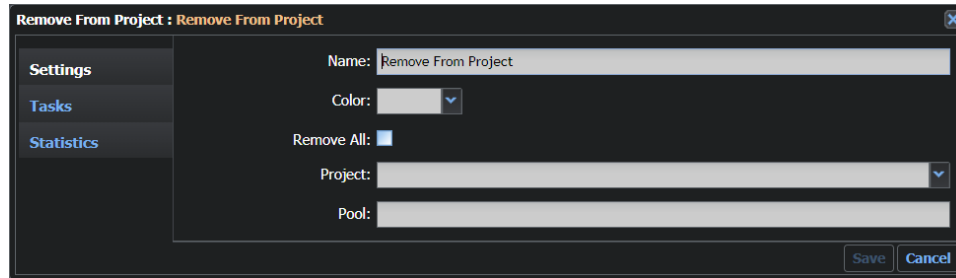 Remove From Project : Remove From Project
Settings
Tasks
Statistics
Name: Remove From Project
Color:
Remove All:
Project:
Pool:
Save Cancel